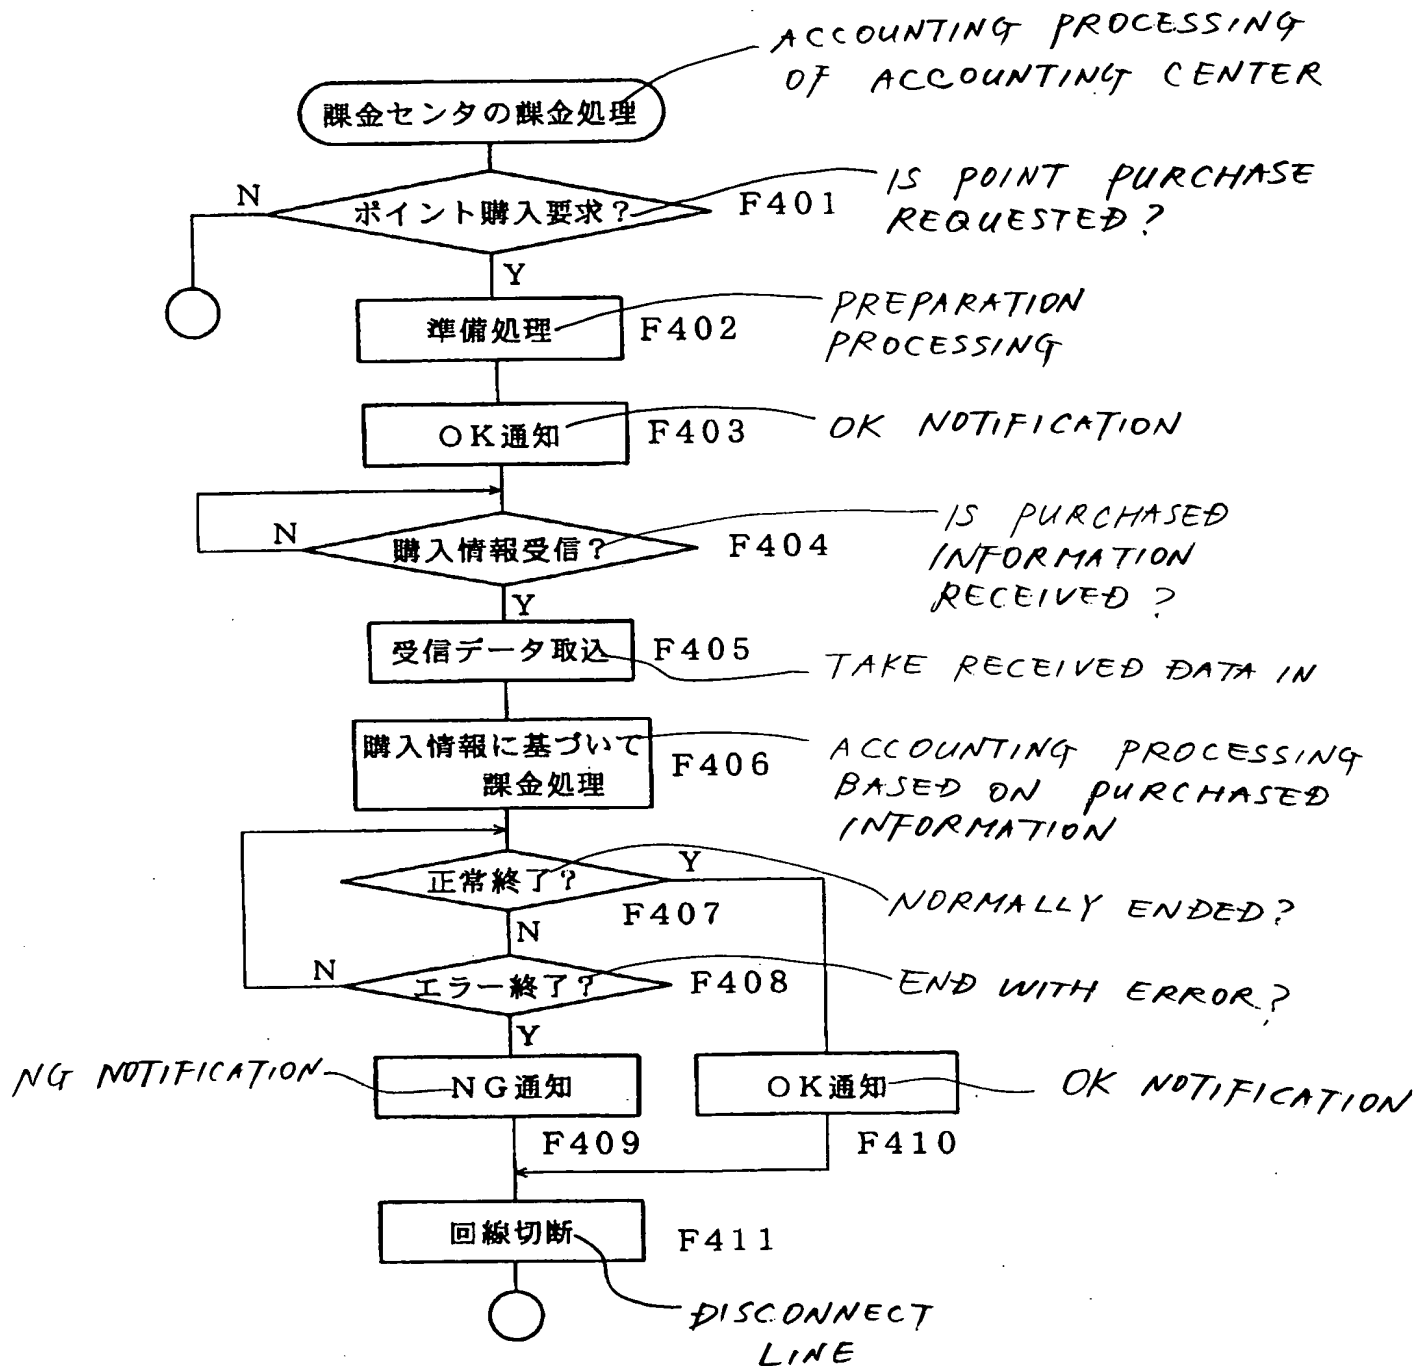 ACCOUNTING PROCESSING
OF ACCOUNTING CENTER
課金センタの課金処理
N
ポイント購入要求?
F401
IS POINT PURCHASE
REQUESTED?
Y
準備処理
F402
PREPARATION
PROCESSING
OK通知
F403
OK NOTIFICATION
N
購入情報受信?
F404
IS PURCHASED
INFORMATION
RECEIVED?
Y
受信データ取込
F405
TAKE RECEIVED DATA IN
購入情報に基づいて
課金処理
F406
ACCOUNTING PROCESSING
BASED ON PURCHASED
INFORMATION
正常終了?
Y
F407
NORMALLY ENDED?
N
N
エラー終了?
F408
END WITH ERROR?
Y
NG NOTIFICATION
NG通知
OK通知
OK NOTIFICATION
F409
F410
回線切断
F411
DISCONNECT
LINE